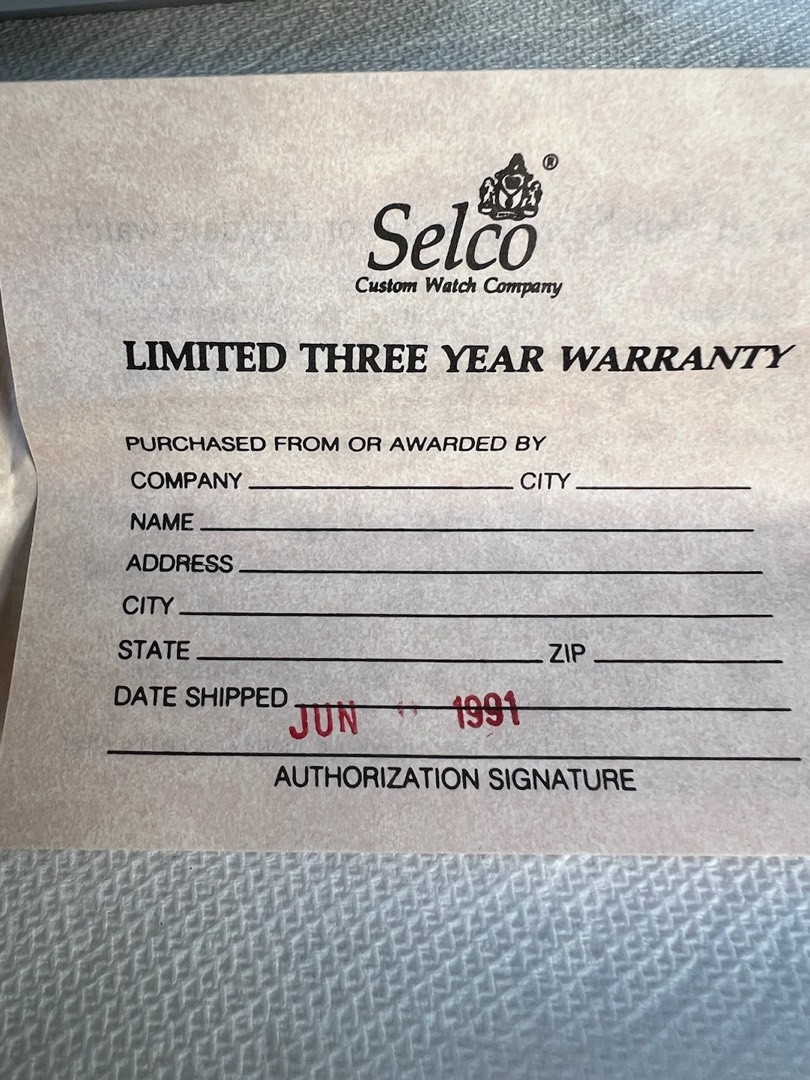 ®
Selco
Custom Watch Company
LIMITED THREE YEAR WARRANTY
PURCHASED FROM OR AWARDED BY
COMPANY CITY
NAME
ADDRESS
CITY
STATE ZIP
DATE SHIPPED JUN 1991
AUTHORIZATION SIGNATURE